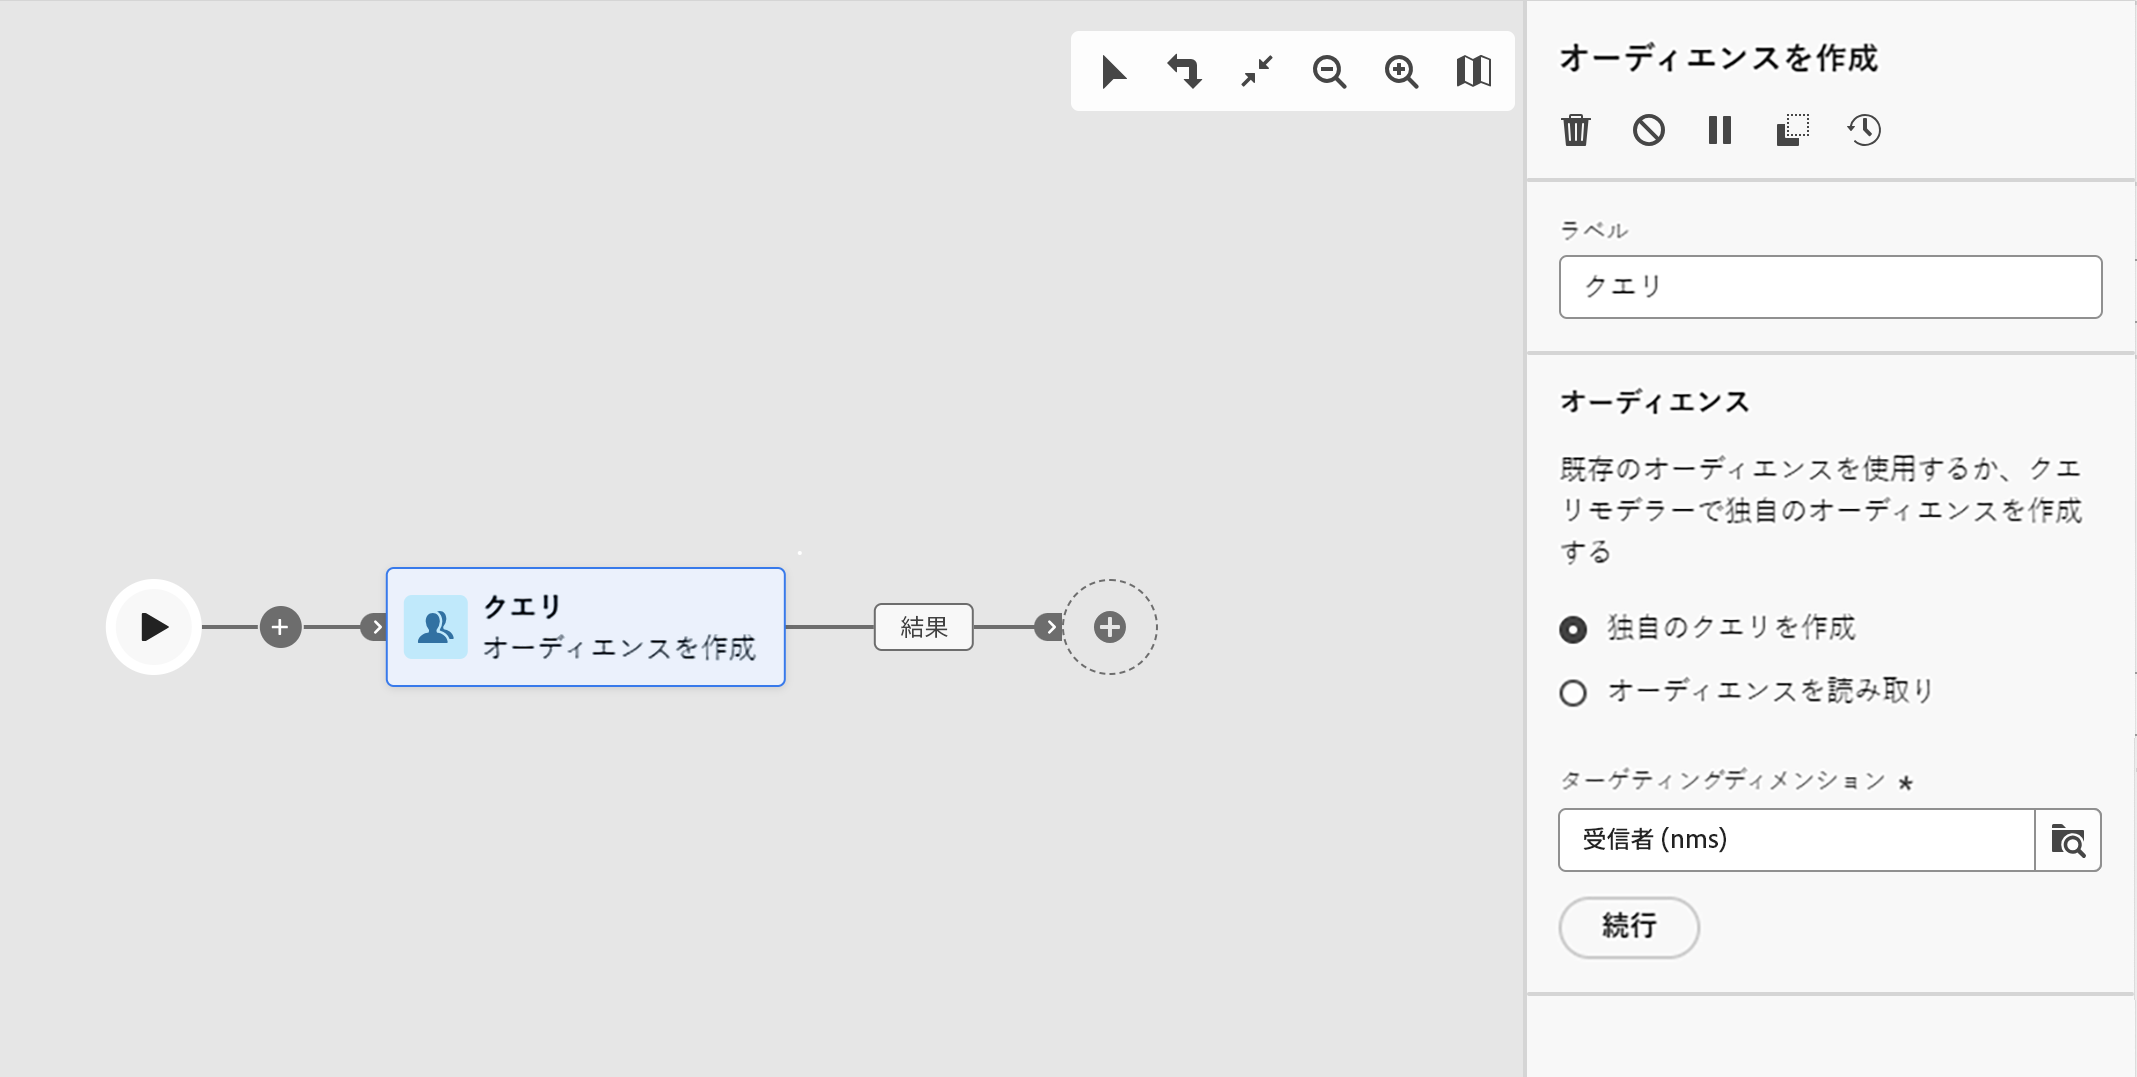 オーディエンスを作成
ラベル
クエリ
オーディエンス
既存のオーディエンスを使用するか、クエ
リモデラーで独自のオーディエンスを作成
する
独自のクエリを作成
オーディエンスを読み取り
ターゲティングディメンション *
受信者 (nms)
続行
クエリ
オーディエンスを作成
結果